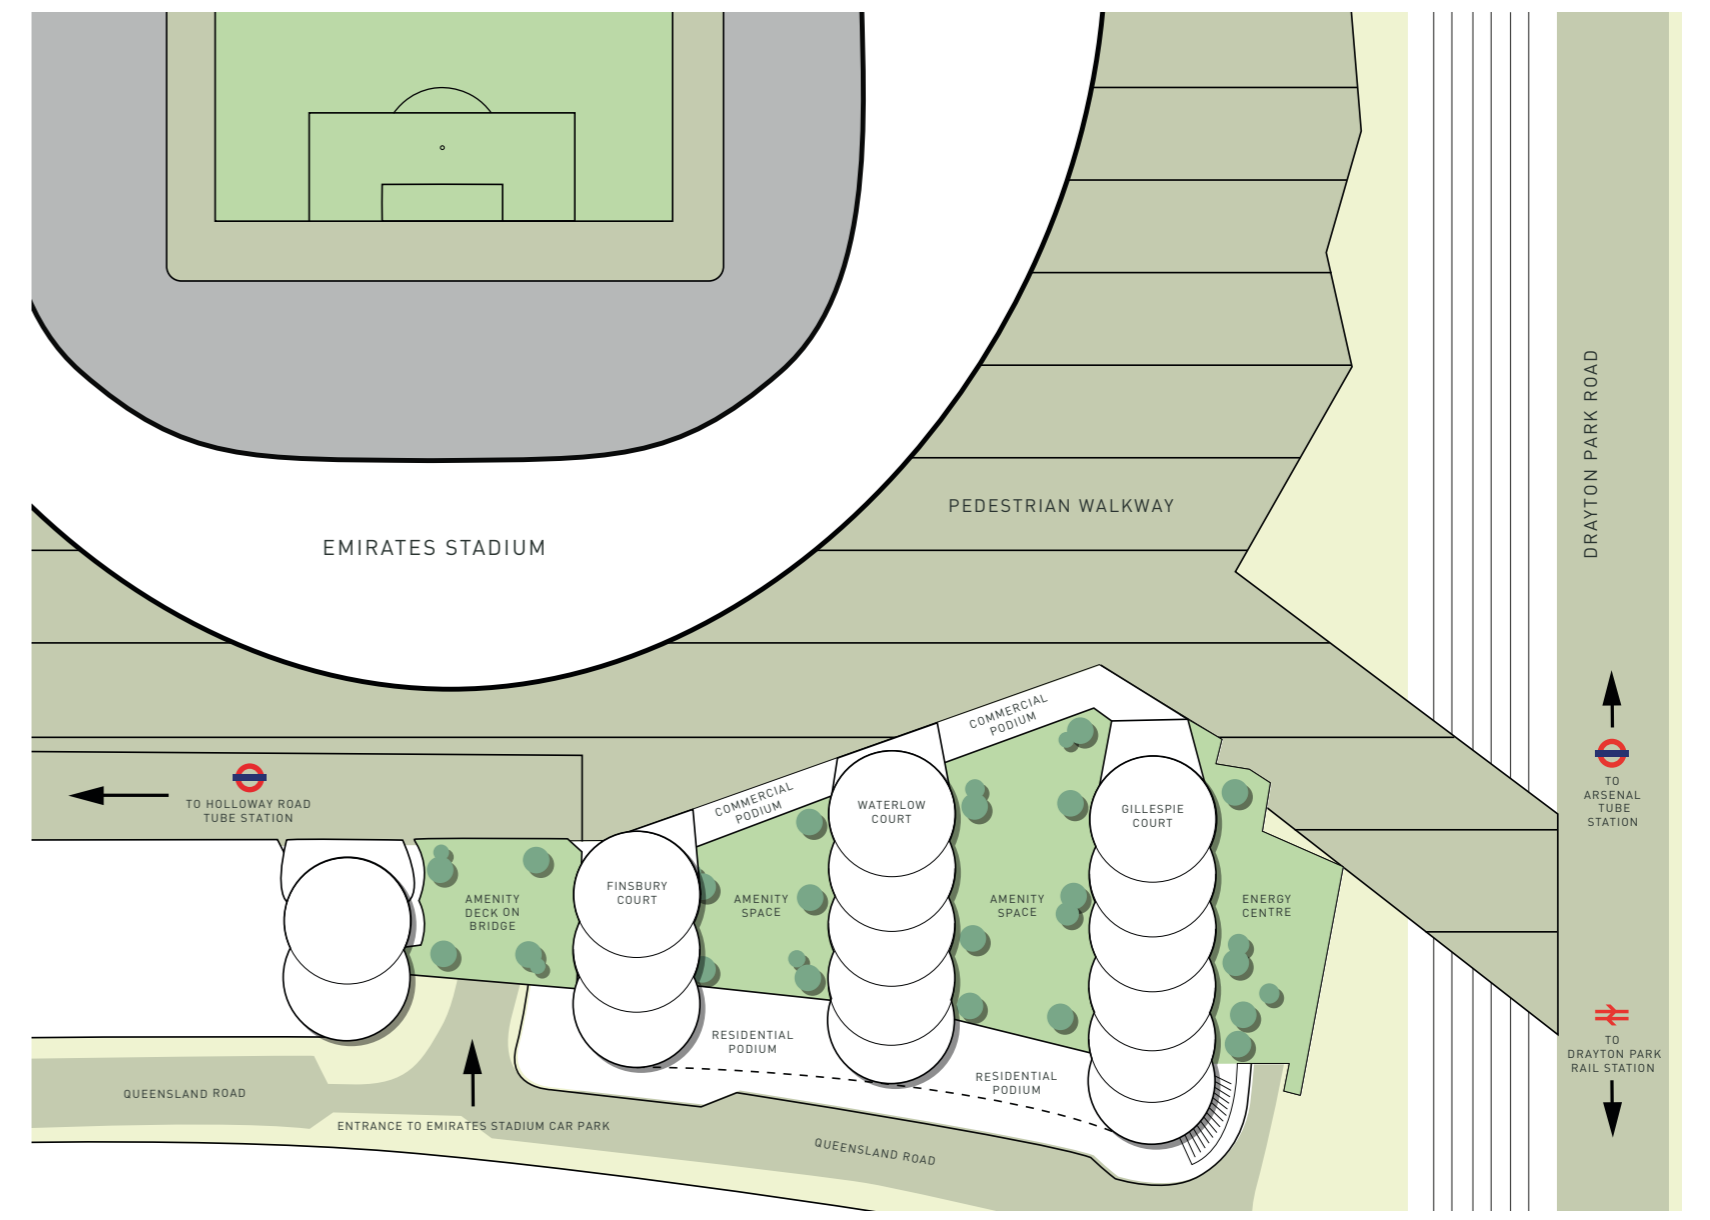 DRAYTON PARK ROAD
PEDESTRIAN WALKWAY
EMIRATES STADIUM
COMMERCIAL
PODIUM
COMMERCIAL
PODIUM
TO HOLLOWAY ROAD
TUBE STATION
TO
ARSENAL
TUBE
STATION
WATERLOW
COURT
GILLESPIE
COURT
FINSBURY
COURT
AMENITY
DECK ON
BRIDGE
AMENITY
SPACE
AMENITY
SPACE
ENERGY
CENTRE
RESIDENTIAL
PODIUM
RESIDENTIAL
PODIUM
TO
DRAYTON PARK
RAIL STATION
QUEENSLAND ROAD
ENTRANCE TO EMIRATES STADIUM CAR PARK
QUEENSLAND ROAD